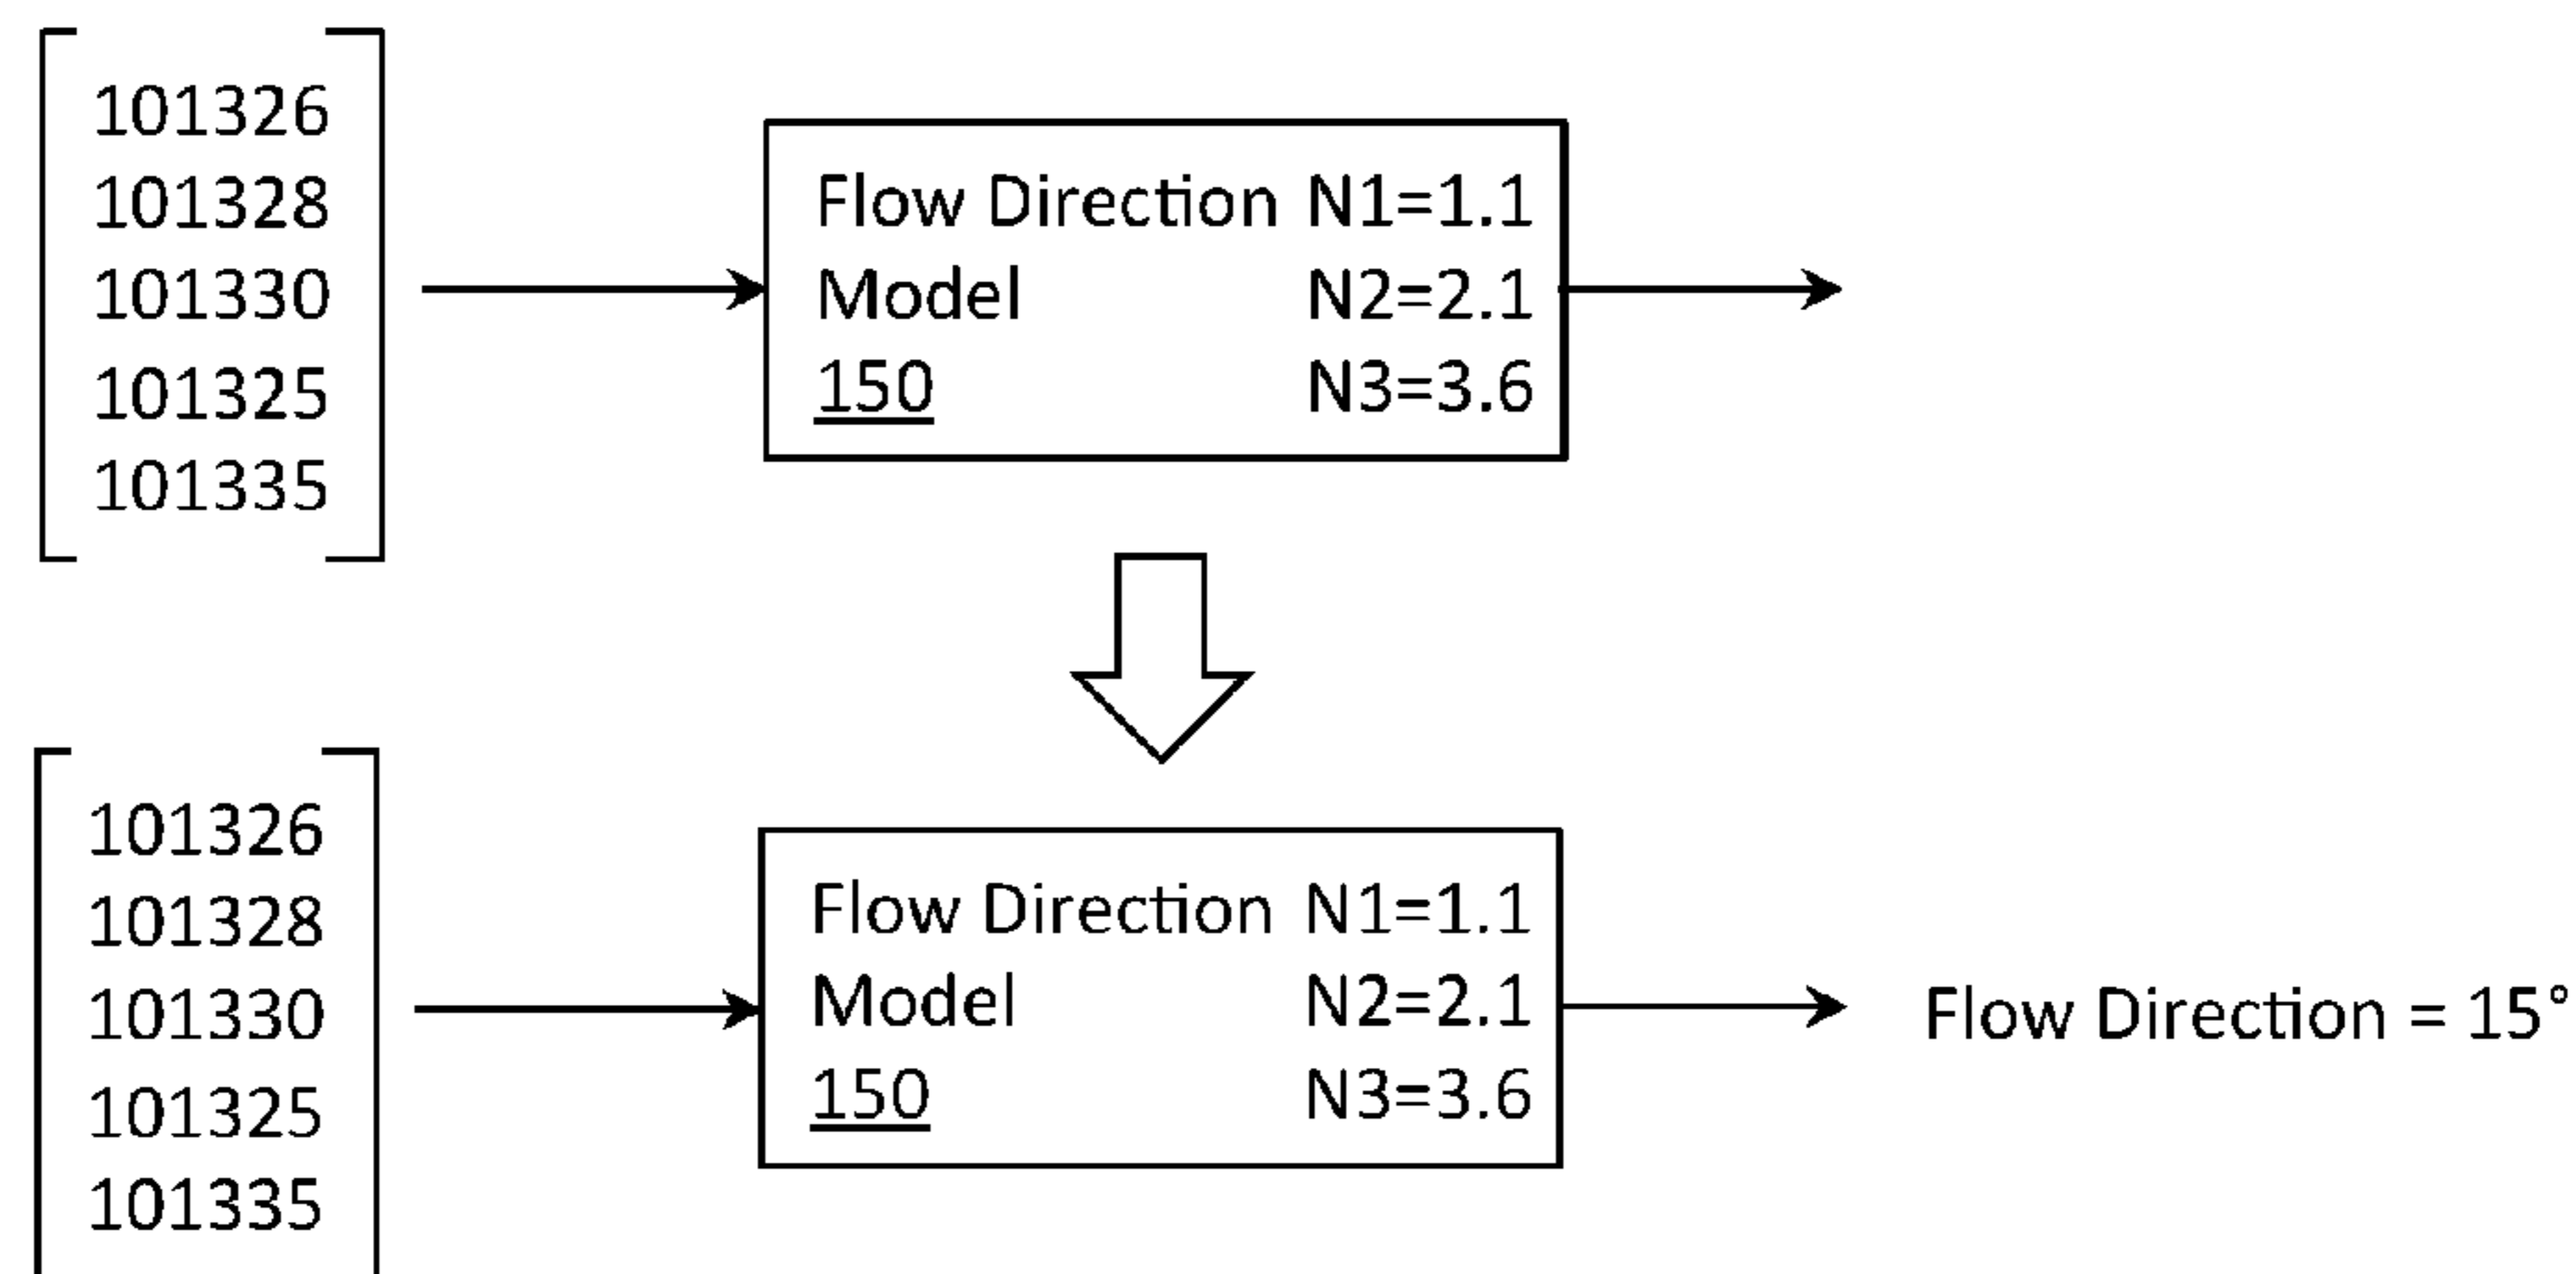 101326
101328
101330
101325
101335
Flow Direction N1=1.1
Model N2=2.1
150 N3=3.6
101326
101328
101330
101325
101335
Flow Direction N1=1.1
Model N2=2.1
150 N3=3.6
Flow Direction = 15°